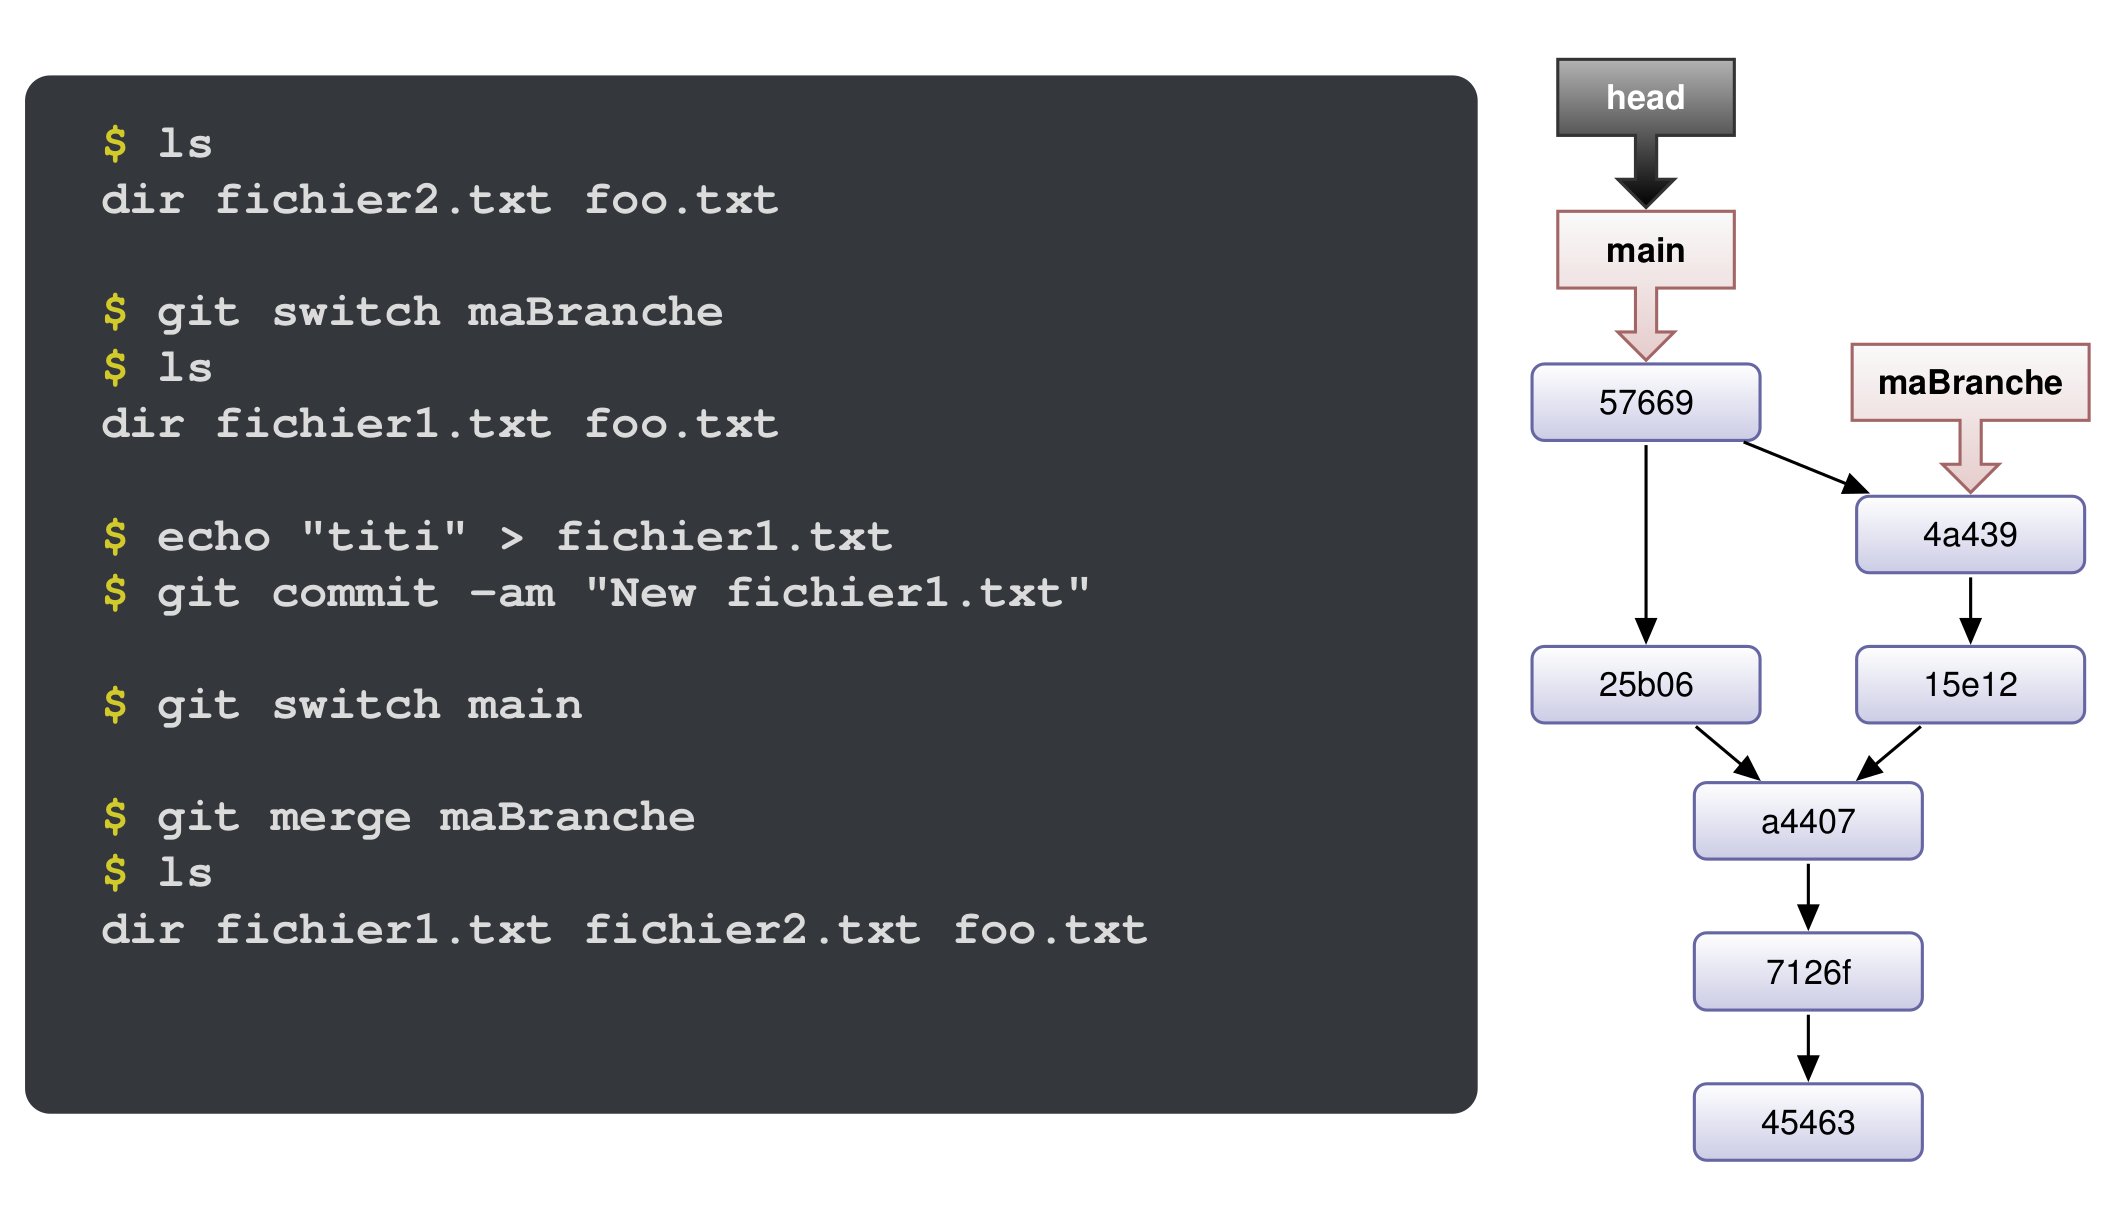 $ ls
dir fichier2.txt foo.txt
$ git switch maBranche
$ ls
dir fichier1.txt foo.txt
$ echo "titi" > fichier1.txt
$ git commit -am "New fichier1.txt"
$ git switch main
$ git merge maBranche
$ ls
dir fichier1.txt fichier2.txt foo.txt
head
main
57669
maBranche
4a439
25b06
15e12
a4407
7126f
45463